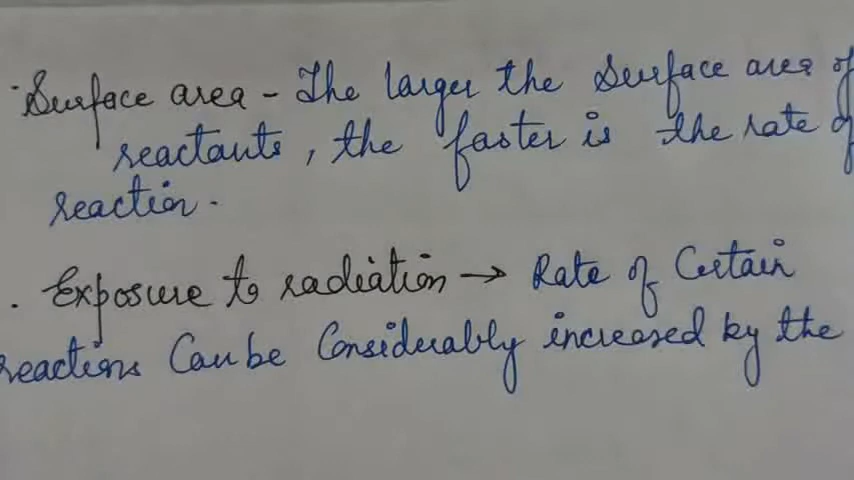 · Surface area - The larger the Surface area of
reactants, the faster is the rate of
reaction.
. Exposure to radiation → Rate of Certain
reactions Can be Considerably increased by the